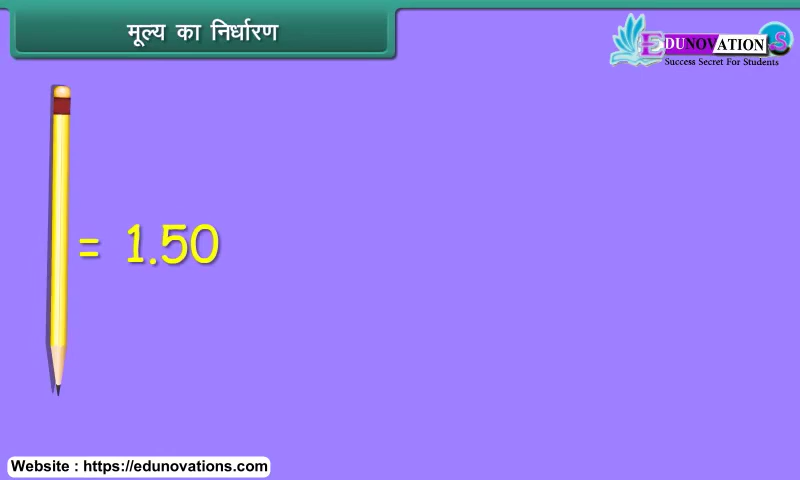 मूल्य का निर्धारण
EDUNOVATIONS
Success Secret For Students
= 1.50
Website : https://edunovations.com